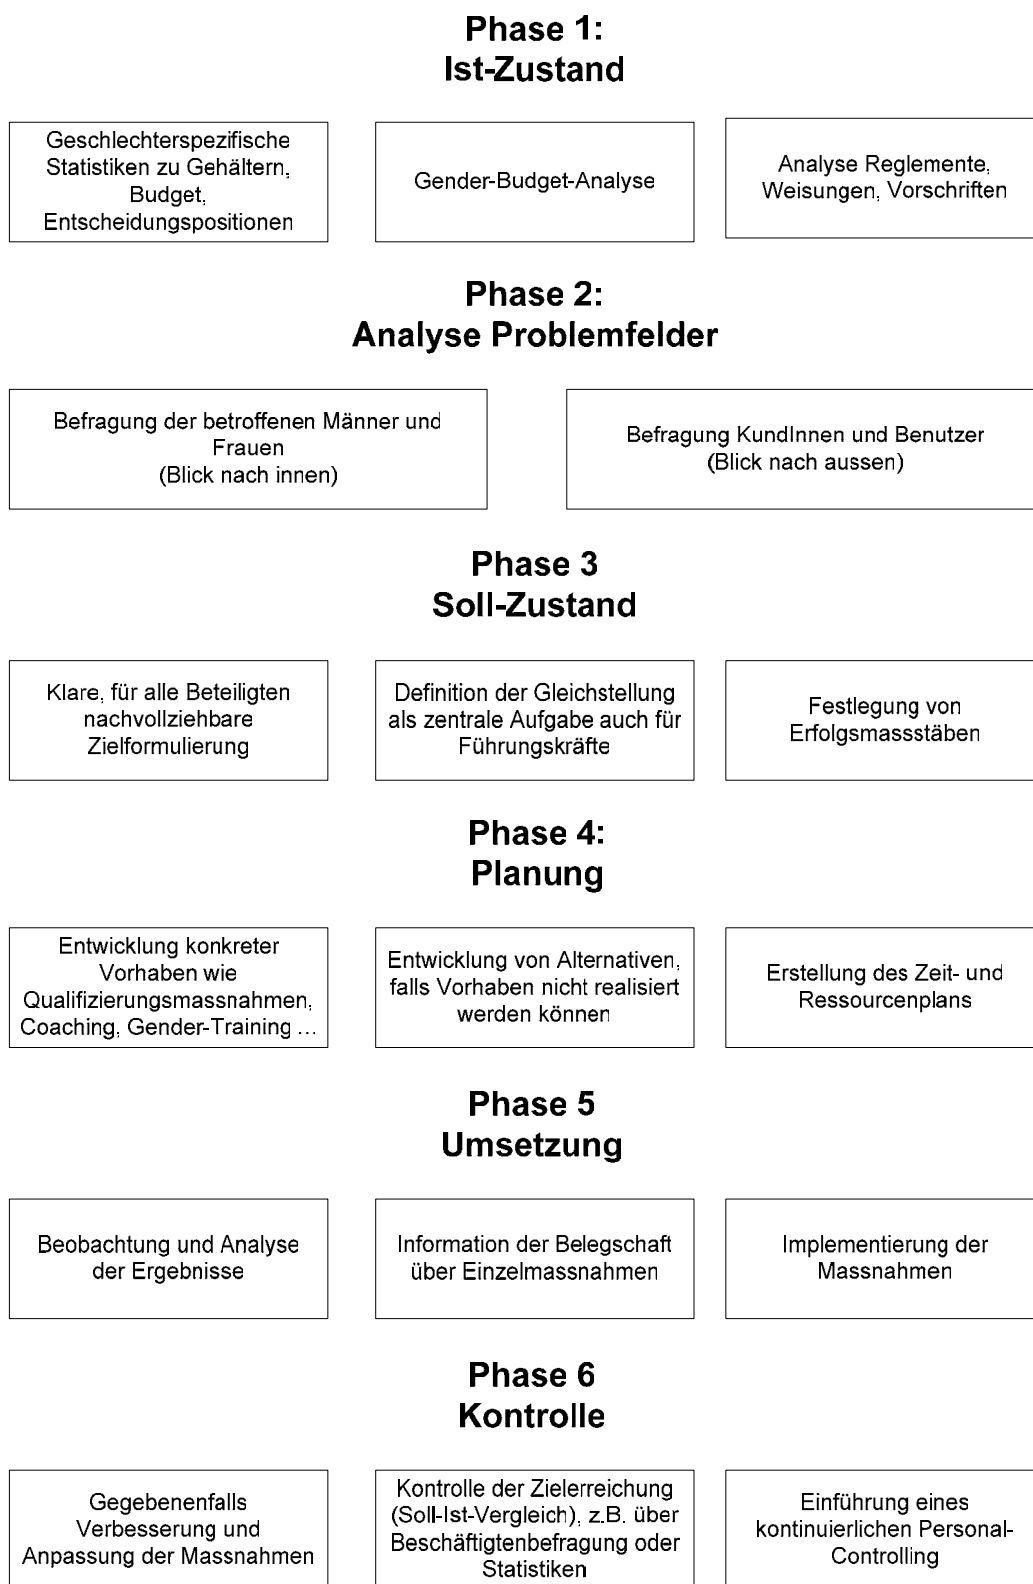 Phase 1:
Ist-Zustand
Geschlechterspezifische
Statistiken zu Gehältern,
Budget,
Entscheidungspositionen
Gender-Budget-Analyse
Analyse Reglemente,
Weisungen, Vorschriften
Phase 2:
Analyse Problemfelder
Befragung der betroffenen Männer und
Frauen
(Blick nach innen)
Befragung KundInnen und Benutzer
(Blick nach aussen)
Phase 3
Soll-Zustand
Klare, für alle Beteiligten
nachvollziehbare
Zielformulierung
Definition der Gleichstellung
als zentrale Aufgabe auch für
Führungskräfte
Festlegung von
Erfolgsmassstäben
Phase 4:
Planung
Entwicklung konkreter
Vorhaben wie
Qualifizierungsmassnahmen,
Coaching, Gender-Training ...
Entwicklung von Alternativen,
falls Vorhaben nicht realisiert
werden können
Erstellung des Zeit- und
Ressourcenplans
Phase 5
Umsetzung
Beobachtung und Analyse
der Ergebnisse
Information der Belegschaft
über Einzelmassnahmen
Implementierung der
Massnahmen
Phase 6
Kontrolle
Gegebenenfalls
Verbesserung und
Anpassung der Massnahmen
Kontrolle der Zielerreichung
(Soll-Ist-Vergleich), z.B. über
Beschäftigtenbefragung oder
Statistiken
Einführung eines
kontinuierlichen Personal-
Controlling